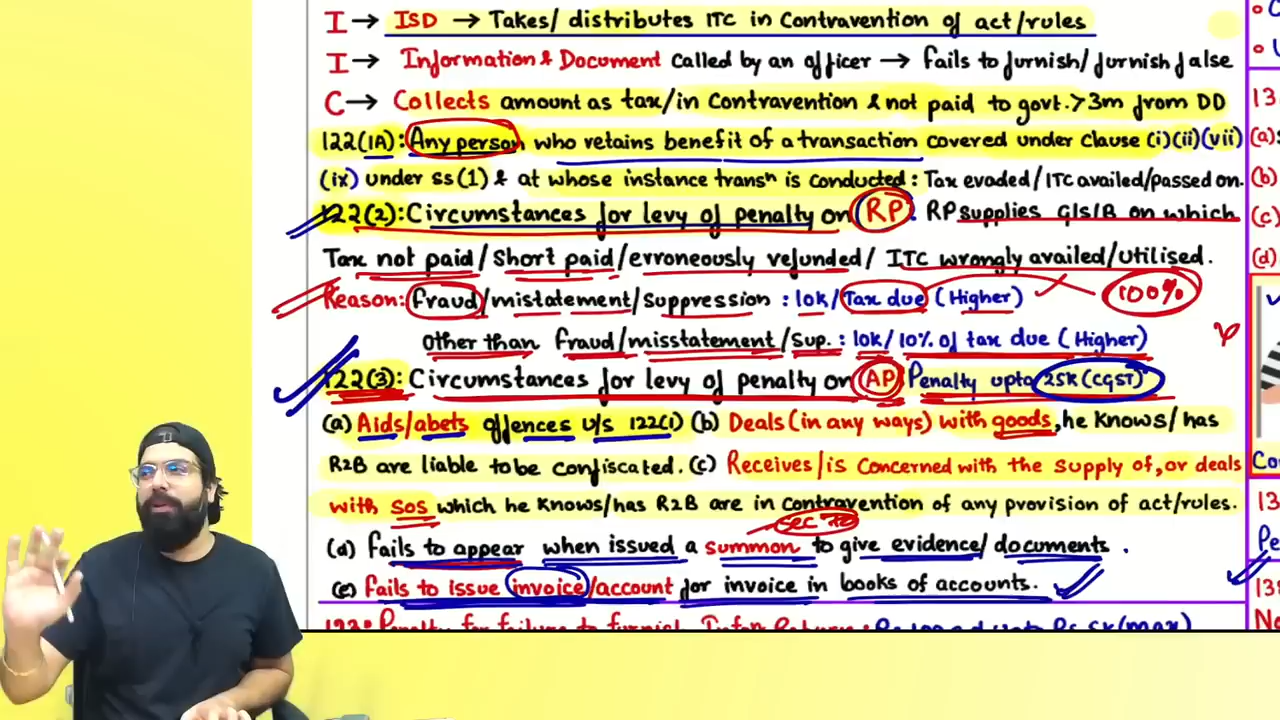 I → ISD → Takes/ distributes ITC in Contravention of act/rules
I → Information & Document Called by an officer → fails to furnish/ furnish false
C → Collects amount as tax/in Contravention & not paid to govt. > 3m from DD
122(1A): Any person who retains benefit of a transaction covered under Clause (i)(ii)(vii)
(ix) under ss(1) & at whose instance transⁿ is conducted: Tax evaded/ITC availed/passed on.
122(2): Circumstances for levy of penalty on RP: RP supplies G/S/B on which
Tax not paid/ Short paid/erroneously refunded/ ITC wrongly availed/utilised.
Reason: fraud/mistatement/suppression : 10k/Tax due (Higher) 100%
Other than fraud/misstatement/Sup.: 10k/10% of tax due (Higher)
122(3): Circumstances for levy of penalty on AP Penalty upto 25K(CGST)
(a) Aids/abets offences u/s 122(1) (b) Deals (in any ways) with goods, he knows/has
R2B are liable to be confiscated. (c) Receives/is Concerned with the supply of, or deals
with SOS which he knows/has R2B are in contravention of any provision of act/rules.
Sec 70
(d) Fails to appear when issued a summon to give evidence/ documents.
(e) Fails to issue invoice/account for invoice in books of accounts.
13
(a):
(b)
(c)
(d)
Co
13
Pe
13
No